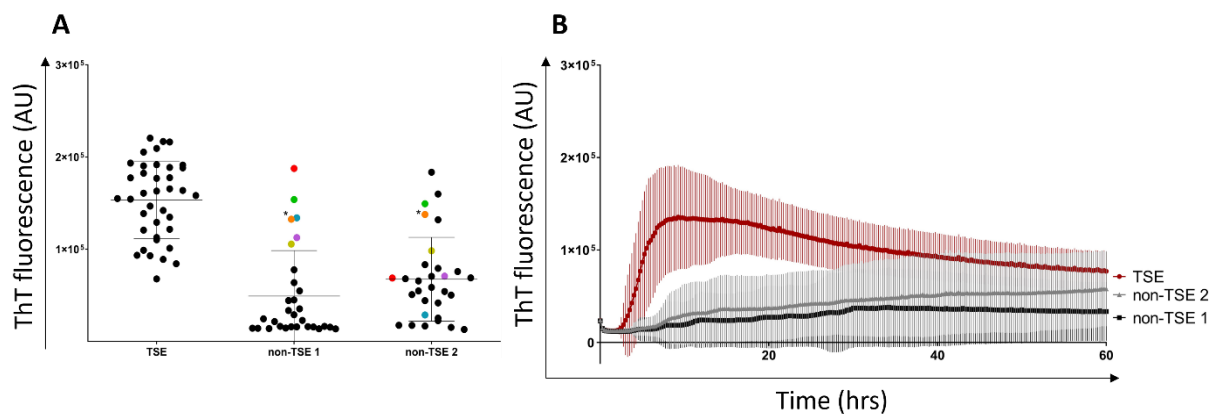 A
ThT fluorescence (AU)
3×10⁵
2×10⁵
1×10⁵
*
*
TSE
non-TSE 1
non-TSE 2
B
ThT fluorescence (AU)
3×10⁵
2×10⁵
1×10⁵
0
20
40
60
TSE
non-TSE 2
non-TSE 1
Time (hrs)